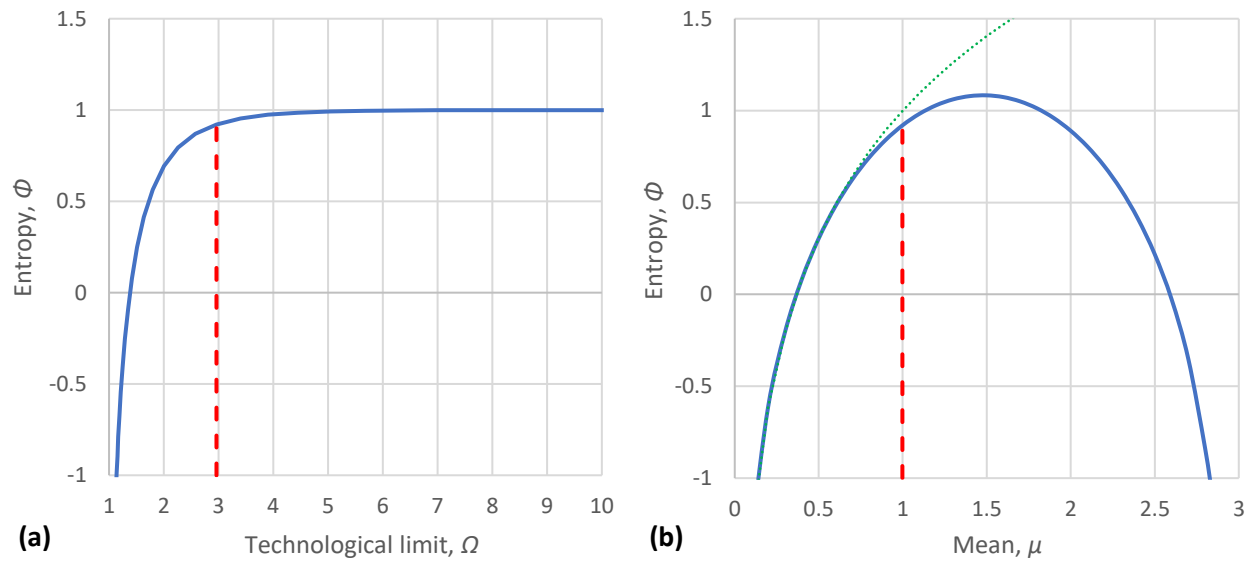 1.5
1
0.5
0
-0.5
-1
Entropy, Φ
1 2 3 4 5 6 7 8 9 10
Technological limit, Ω
(a)
1.5
1
0.5
0
-0.5
-1
Entropy, Φ
0 0.5 1 1.5 2 2.5 3
Mean, μ
(b)